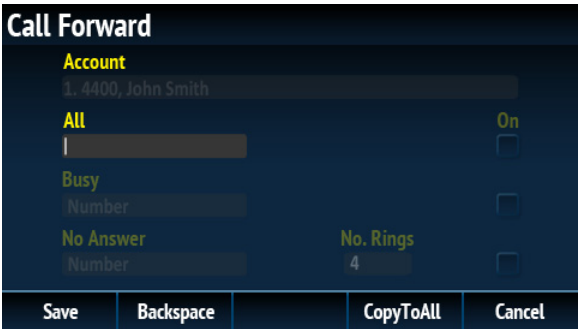 Call Forward
Account
1. 4400, John Smith
All On
Busy
Number
No Answer No. Rings
Number 4
Save Backspace CopyToAll Cancel